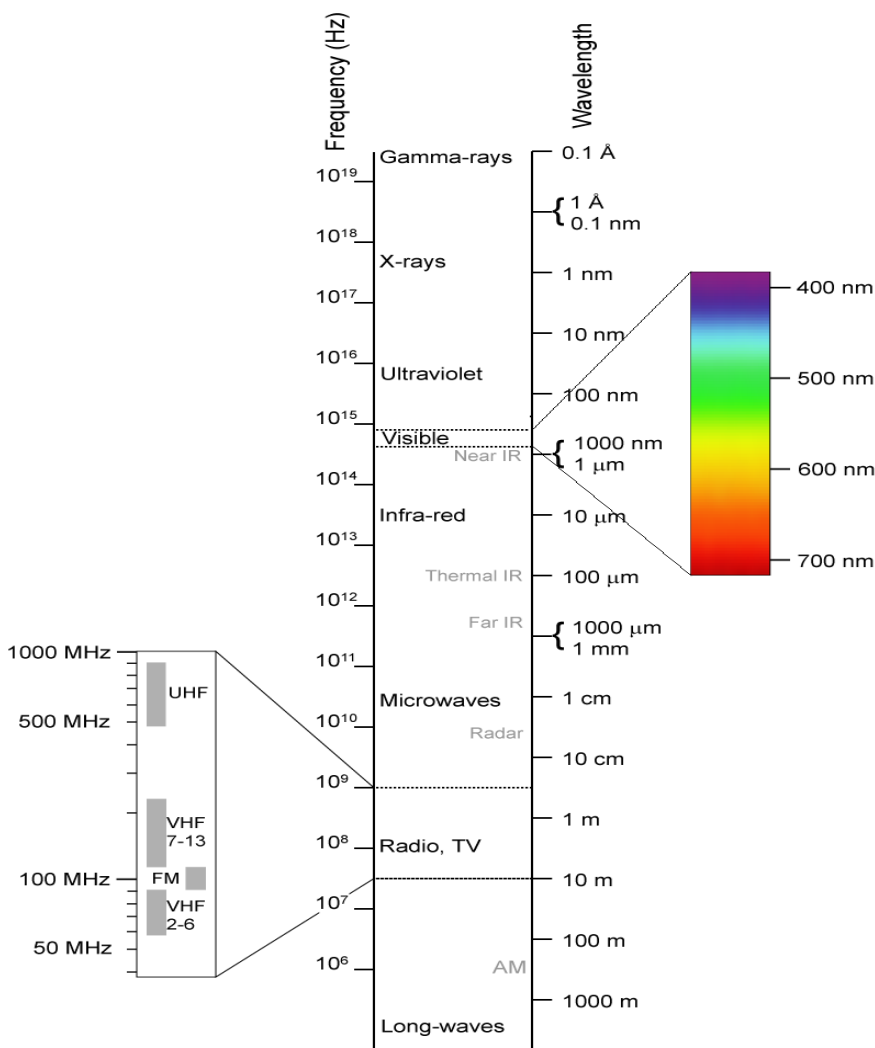 Frequency (Hz)
Wavelength
Gamma-rays
0.1 Å
10¹⁹
1 Å
0.1 nm
10¹⁸
X-rays
1 nm
400 nm
10¹⁷
10 nm
10¹⁶
Ultraviolet
500 nm
100 nm
10¹⁵
Visible
1000 nm
Near IR
1 µm
600 nm
10¹⁴
Infra-red
10 µm
10¹³
700 nm
Thermal IR
100 µm
10¹²
Far IR
1000 µm
1 mm
1000 MHz
10¹¹
UHF
Microwaves
1 cm
500 MHz
10¹⁰
Radar
10 cm
10⁹
VHF
7-13
1 m
10⁸
Radio, TV
100 MHz
FM
10 m
10⁷
VHF
2-6
50 MHz
100 m
10⁶
AM
1000 m
Long-waves